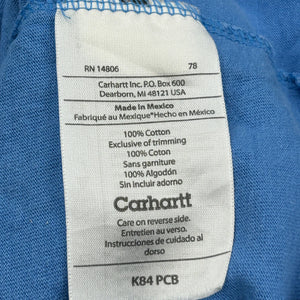 RN 14806 78
Carhartt Inc. P.O. Box 600
Dearborn, MI 48121 USA
Made in Mexico
Fabriqué au Mexique*Hecho en México
100% Cotton
Exclusive of trimming
100% Coton
Sans garniture
100% Algodón
Sin incluir adorno
Carhartt
Care on reverse side.
Entretien au verso.
Instrucciones de cuidado al
dorso
K84 PCB